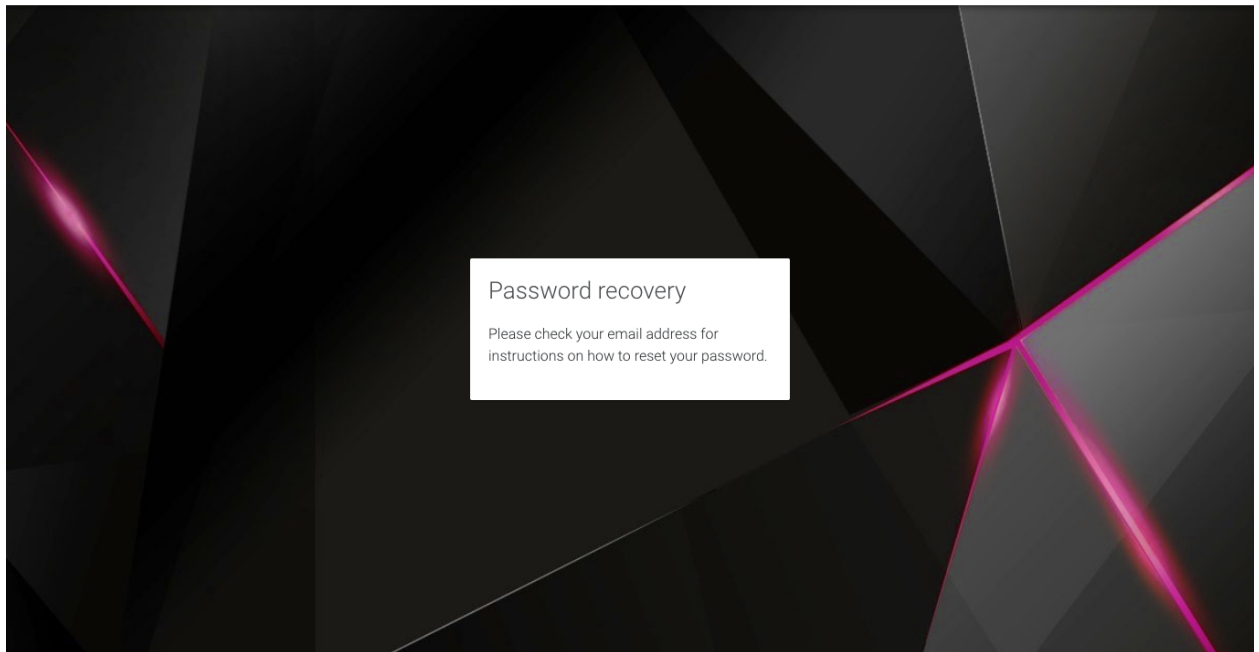 Password recovery
Please check your email address for
instructions on how to reset your password.